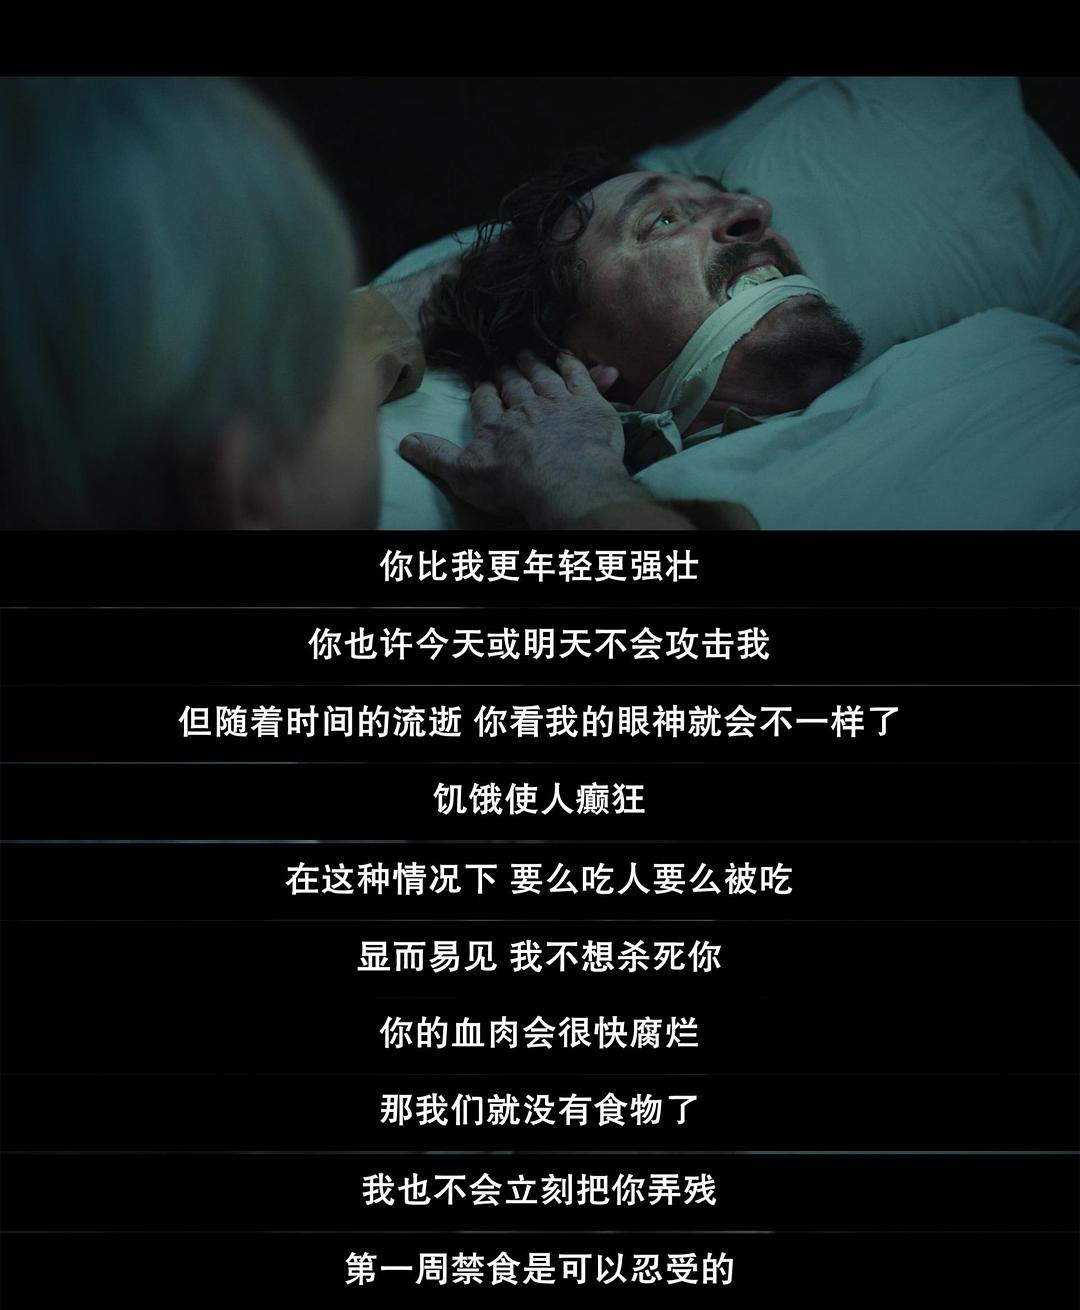 你比我更年轻更强壮
你也许今天或明天不会攻击我
但随着时间的流逝 你看我的眼神就会不一样了
饥饿使人癫狂
在这种情况下 要么吃人要么被吃
显而易见 我不想杀死你
你的血肉会很快腐烂
那我们就没有食物了
我也不会立刻把你弄残
第一周禁食是可以忍受的